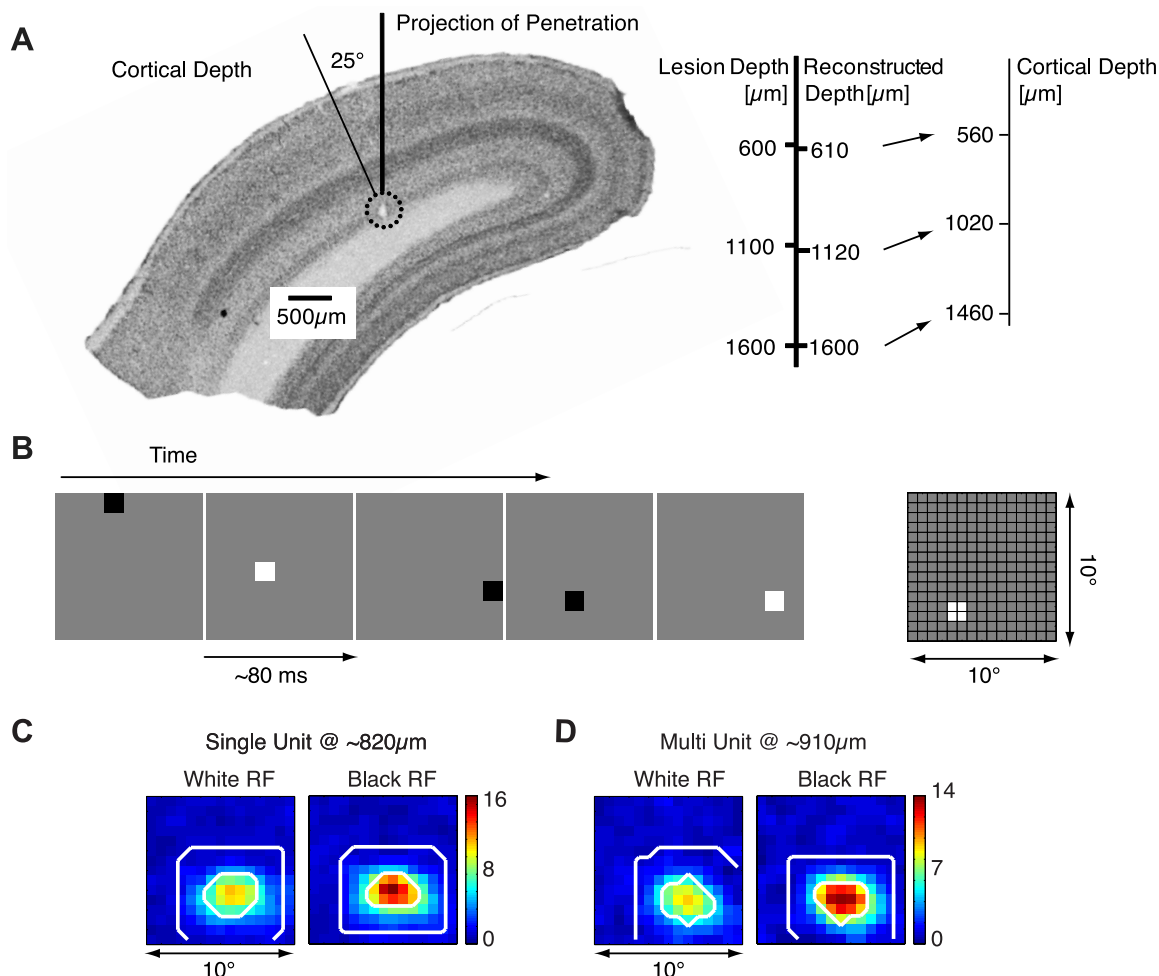 A
Projection of Penetration
25°
Cortical Depth
500µm
Lesion Depth
[µm]
Reconstructed
Depth[µm]
Cortical Depth
[µm]
600
610
560
1100
1120
1020
1600
1600
1460
B
Time
~80 ms
10°
10°
C
Single Unit @ ~820µm
White RF
Black RF
16
8
0
10°
D
Multi Unit @ ~910µm
White RF
Black RF
14
7
0
10°